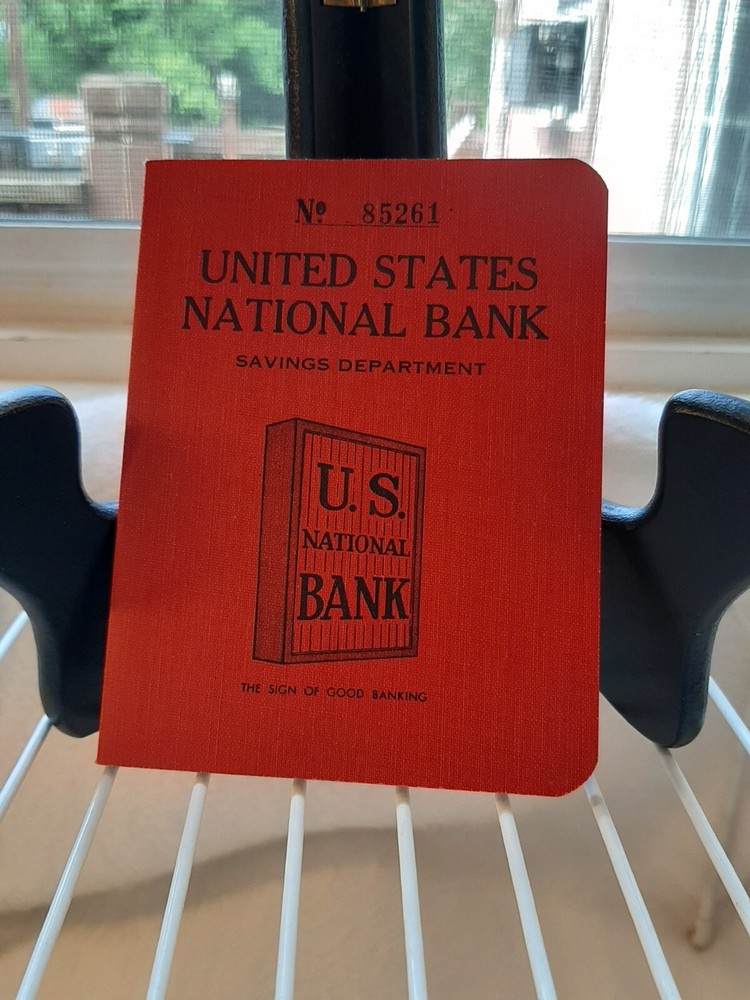 Nº 85261
UNITED STATES
NATIONAL BANK
SAVINGS DEPARTMENT
U.S.
NATIONAL
BANK
THE SIGN OF GOOD BANKING